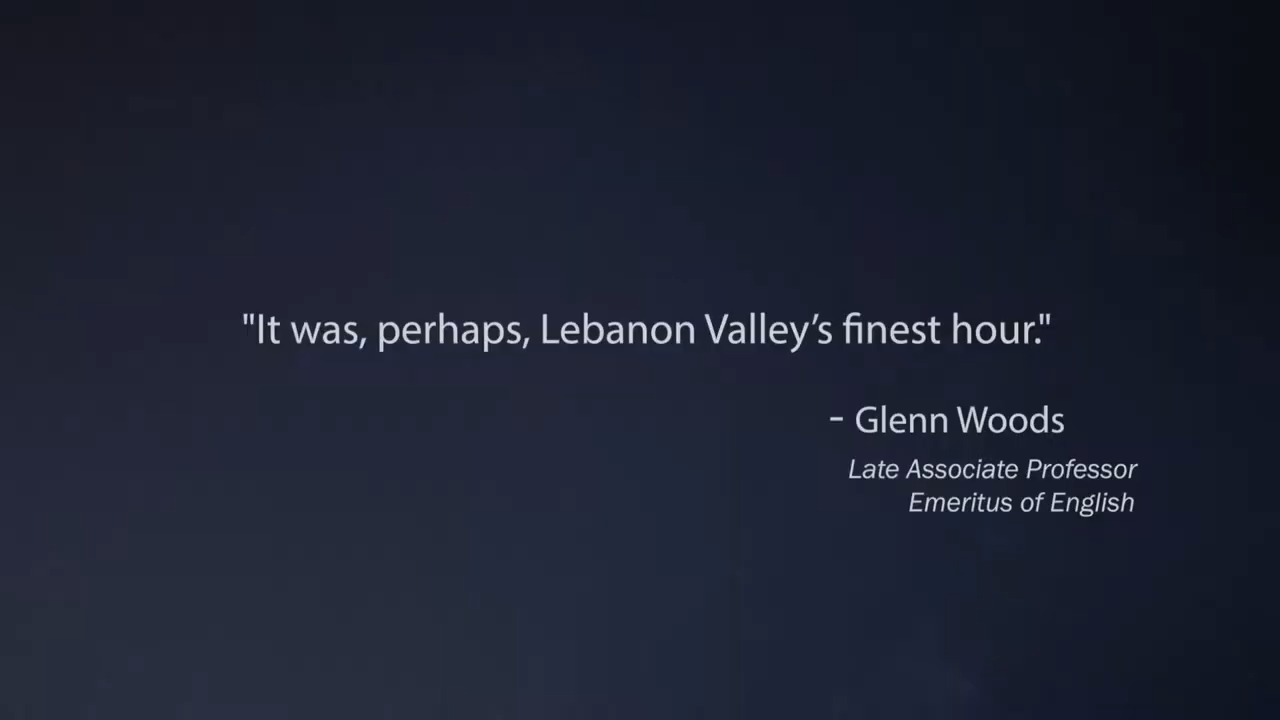 "It was, perhaps, Lebanon Valley’s finest hour."
- Glenn Woods
Late Associate Professor
Emeritus of English